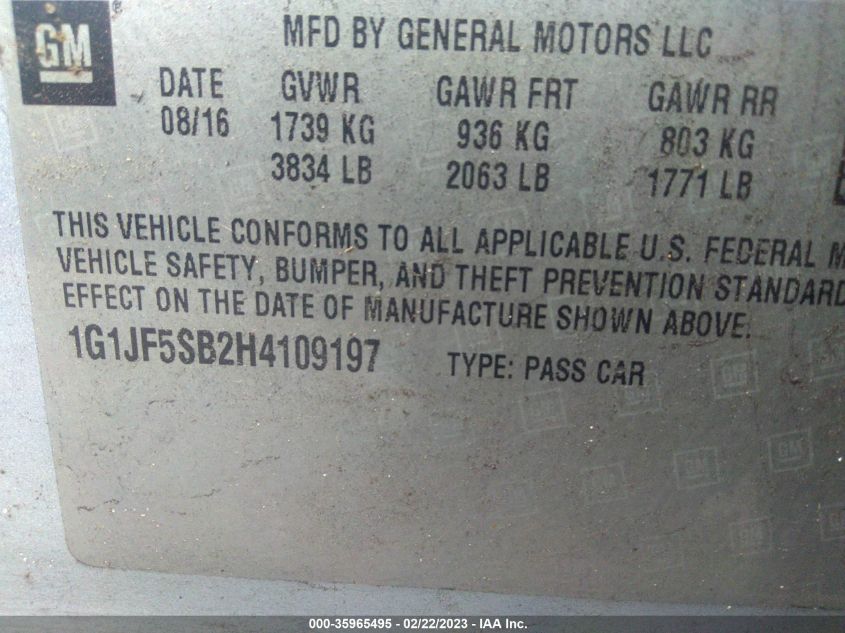 GM
®
MFD BY GENERAL MOTORS LLC
DATE GVWR GAWR FRT GAWR RR
08/16 1739 KG 936 KG 803 KG
3834 LB 2063 LB 1771 LB
THIS VEHICLE CONFORMS TO ALL APPLICABLE U.S. FEDERAL M
VEHICLE SAFETY, BUMPER, AND THEFT PREVENTION STANDARD
EFFECT ON THE DATE OF MANUFACTURE SHOWN ABOVE.
1G1JF5SB2H4109197 TYPE: PASS CAR
000-35965495 - 02/22/2023 - IAA Inc.